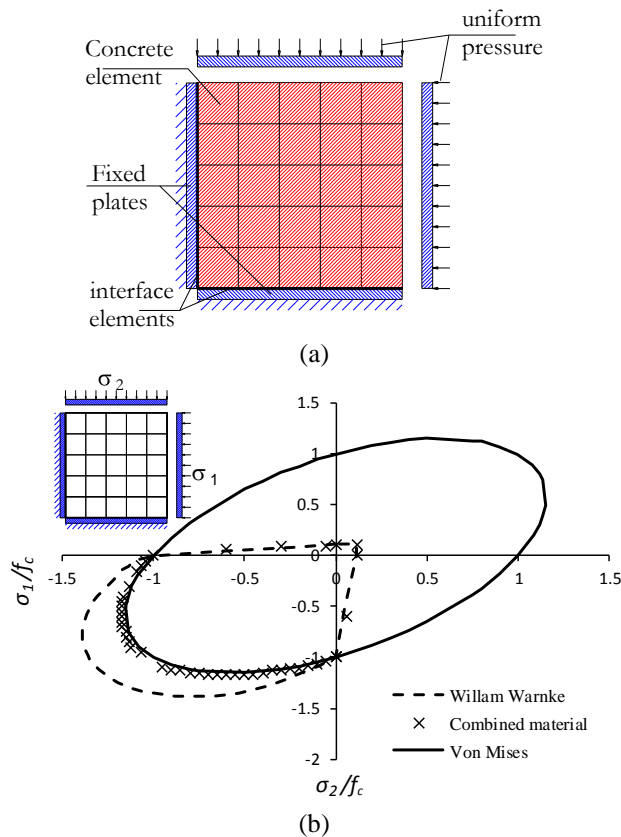 uniform
pressure
Concrete
element
Fixed
plates
interface
elements
(a)
σ 2
σ 1
1.5
1
0.5
0
-0.5
-1
-1.5
-2
-1.5 -1 -0.5 0 0.5 1 1.5
σ1/fc
σ2/fc
Willam Warnke
Combined material
Von Mises
(b)